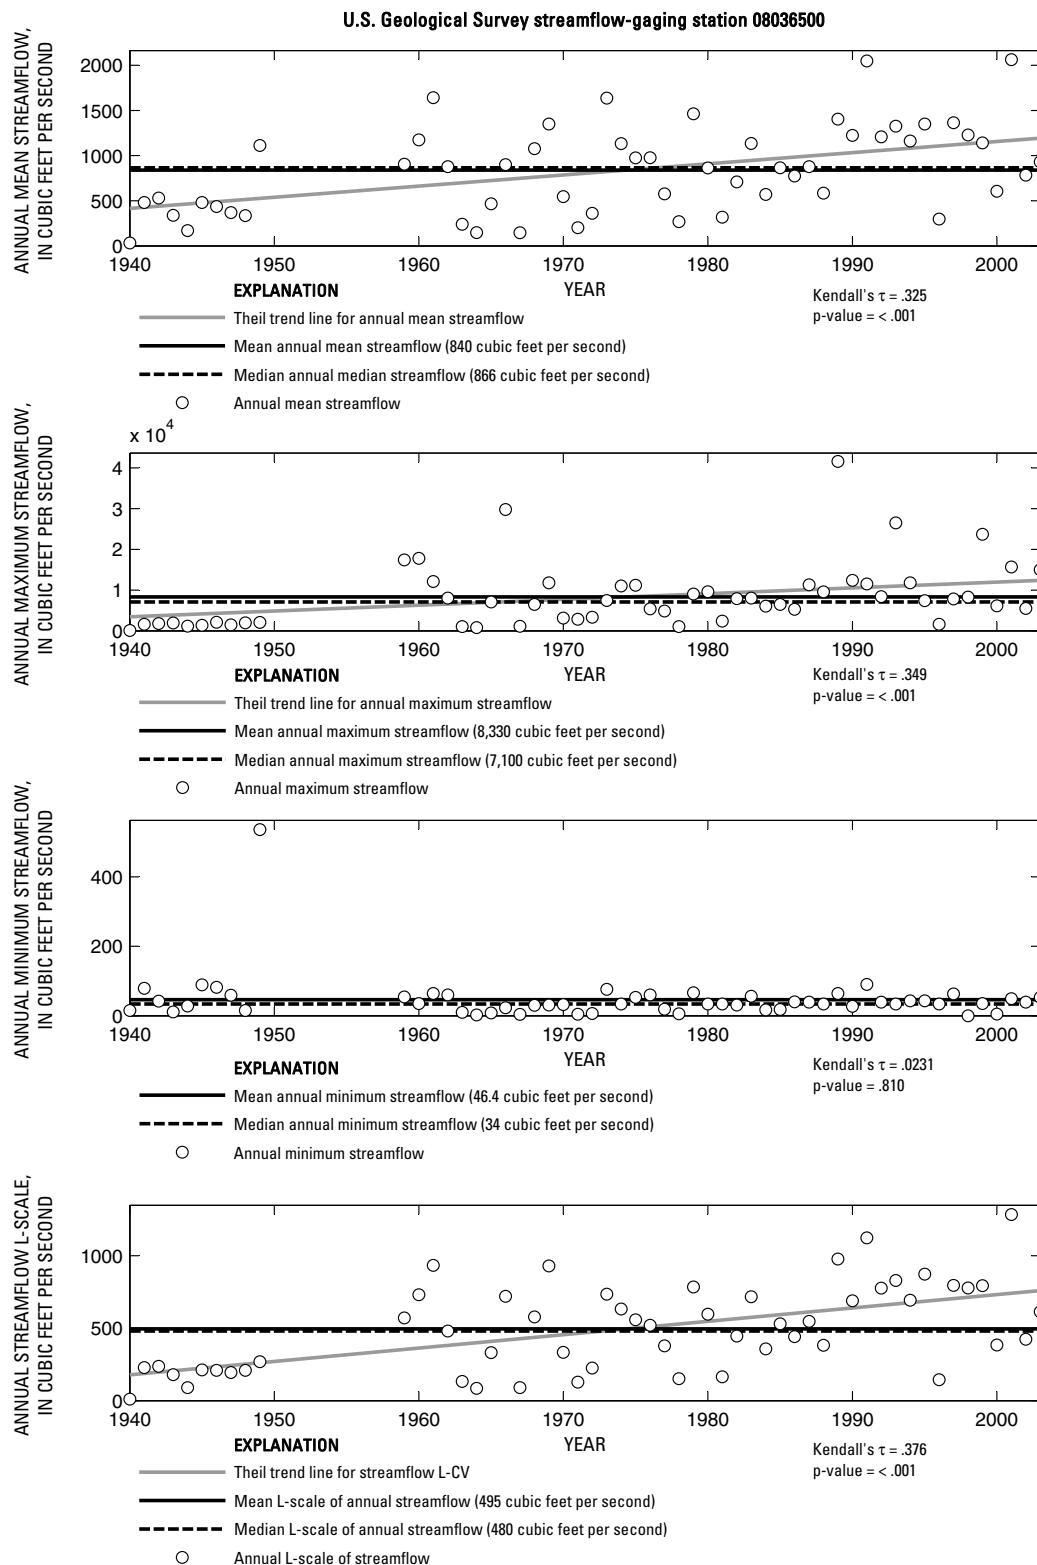 U.S. Geological Survey streamflow-gaging station 08036500
ANNUAL MEAN STREAMFLOW,
IN CUBIC FEET PER SECOND
2000
1500
1000
500
0
1940 1950 1960 1970 1980 1990 2000
YEAR
EXPLANATION
Theil trend line for annual mean streamflow
Mean annual mean streamflow (840 cubic feet per second)
Median annual median streamflow (866 cubic feet per second)
Annual mean streamflow
Kendall's τ = .325
p-value = < .001
ANNUAL MAXIMUM STREAMFLOW,
IN CUBIC FEET PER SECOND
x 10^4
4
3
2
1
0
1940 1950 1960 1970 1980 1990 2000
YEAR
EXPLANATION
Theil trend line for annual maximum streamflow
Mean annual maximum streamflow (8,330 cubic feet per second)
Median annual maximum streamflow (7,100 cubic feet per second)
Annual maximum streamflow
Kendall's τ = .349
p-value = < .001
ANNUAL MINIMUM STREAMFLOW,
IN CUBIC FEET PER SECOND
400
200
0
1940 1950 1960 1970 1980 1990 2000
YEAR
EXPLANATION
Mean annual minimum streamflow (46.4 cubic feet per second)
Median annual minimum streamflow (34 cubic feet per second)
Annual minimum streamflow
Kendall's τ = .0231
p-value = .810
ANNUAL STREAMFLOW L-SCALE,
IN CUBIC FEET PER SECOND
1000
500
0
1940 1950 1960 1970 1980 1990 2000
YEAR
EXPLANATION
Theil trend line for streamflow L-CV
Mean L-scale of annual streamflow (495 cubic feet per second)
Median L-scale of annual streamflow (480 cubic feet per second)
Annual L-scale of streamflow
Kendall's τ = .376
p-value = < .001